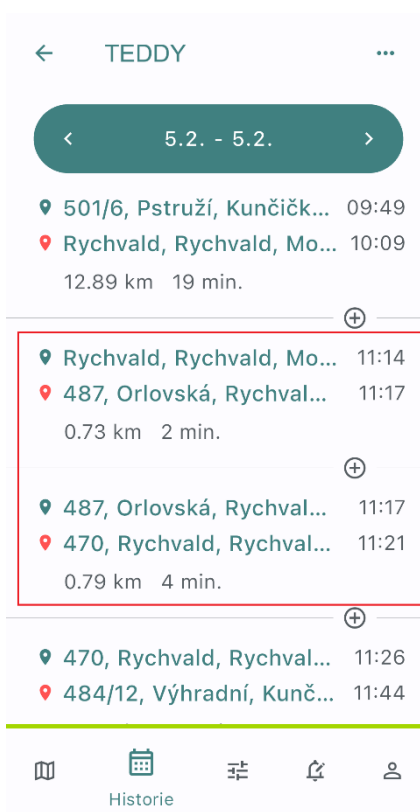 TEDDY
5.2. - 5.2.
501/6, Pstruží, Kunčičk... 09:49
Rychvald, Rychvald, Mo... 10:09
12.89 km 19 min.
Rychvald, Rychvald, Mo... 11:14
487, Orlovská, Rychval... 11:17
0.73 km 2 min.
487, Orlovská, Rychval... 11:17
470, Rychvald, Rychval... 11:21
0.79 km 4 min.
470, Rychvald, Rychval... 11:26
484/12, Výhradní, Kunč... 11:44
Historie